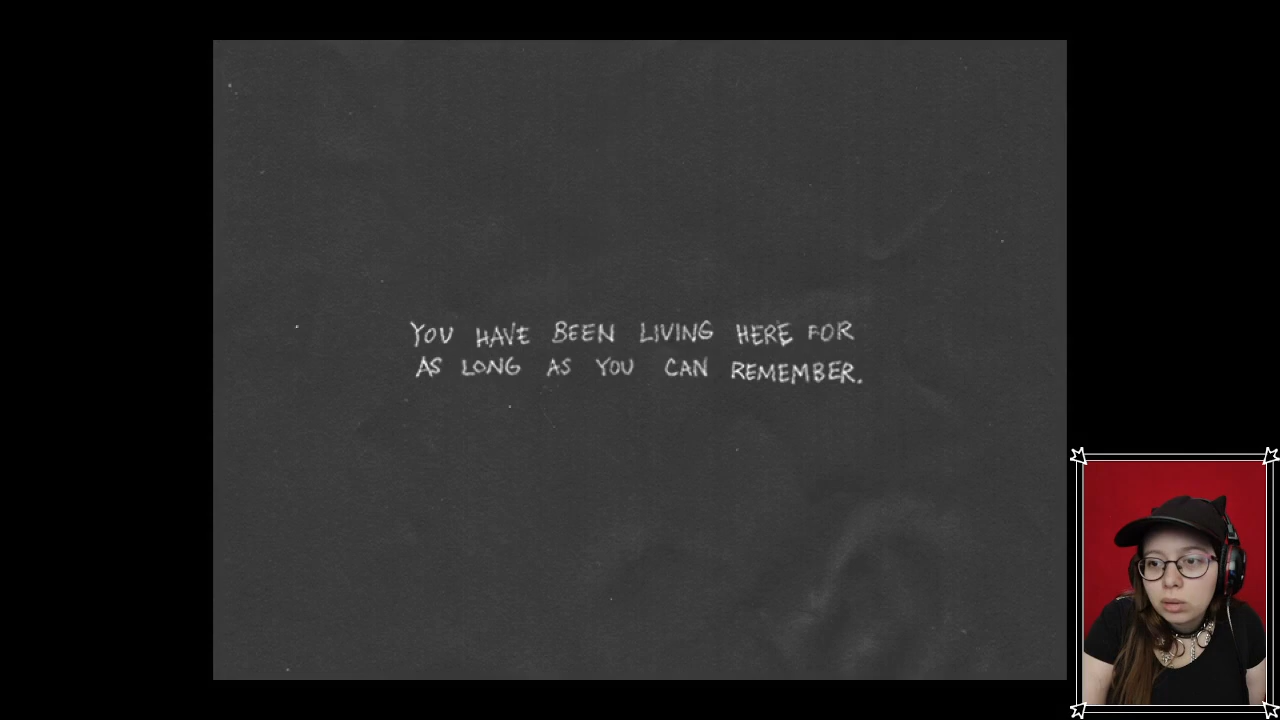 YOU HAVE BEEN LIVING HERE FOR
AS LONG AS YOU CAN REMEMBER.